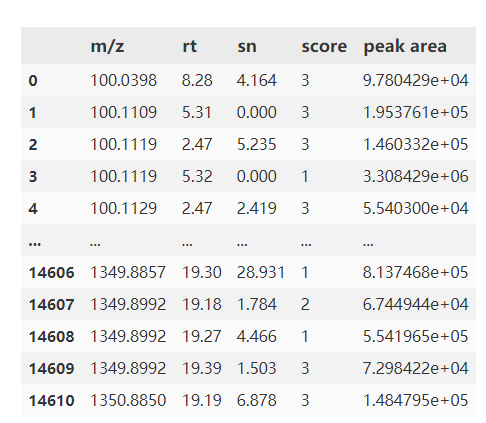 m/z rt sn score peak area
0 100.0398 8.28 4.164 3 9.780429e+04
1 100.1109 5.31 0.000 3 1.953761e+05
2 100.1119 2.47 5.235 3 1.460332e+05
3 100.1119 5.32 0.000 1 3.308429e+06
4 100.1129 2.47 2.419 3 5.540300e+04
... ... ... ... ... ...
14606 1349.8857 19.30 28.931 1 8.137468e+05
14607 1349.8992 19.18 1.784 2 6.744944e+04
14608 1349.8992 19.27 4.466 1 5.541965e+05
14609 1349.8992 19.39 1.503 3 7.298422e+04
14610 1350.8850 19.19 6.878 3 1.484795e+05